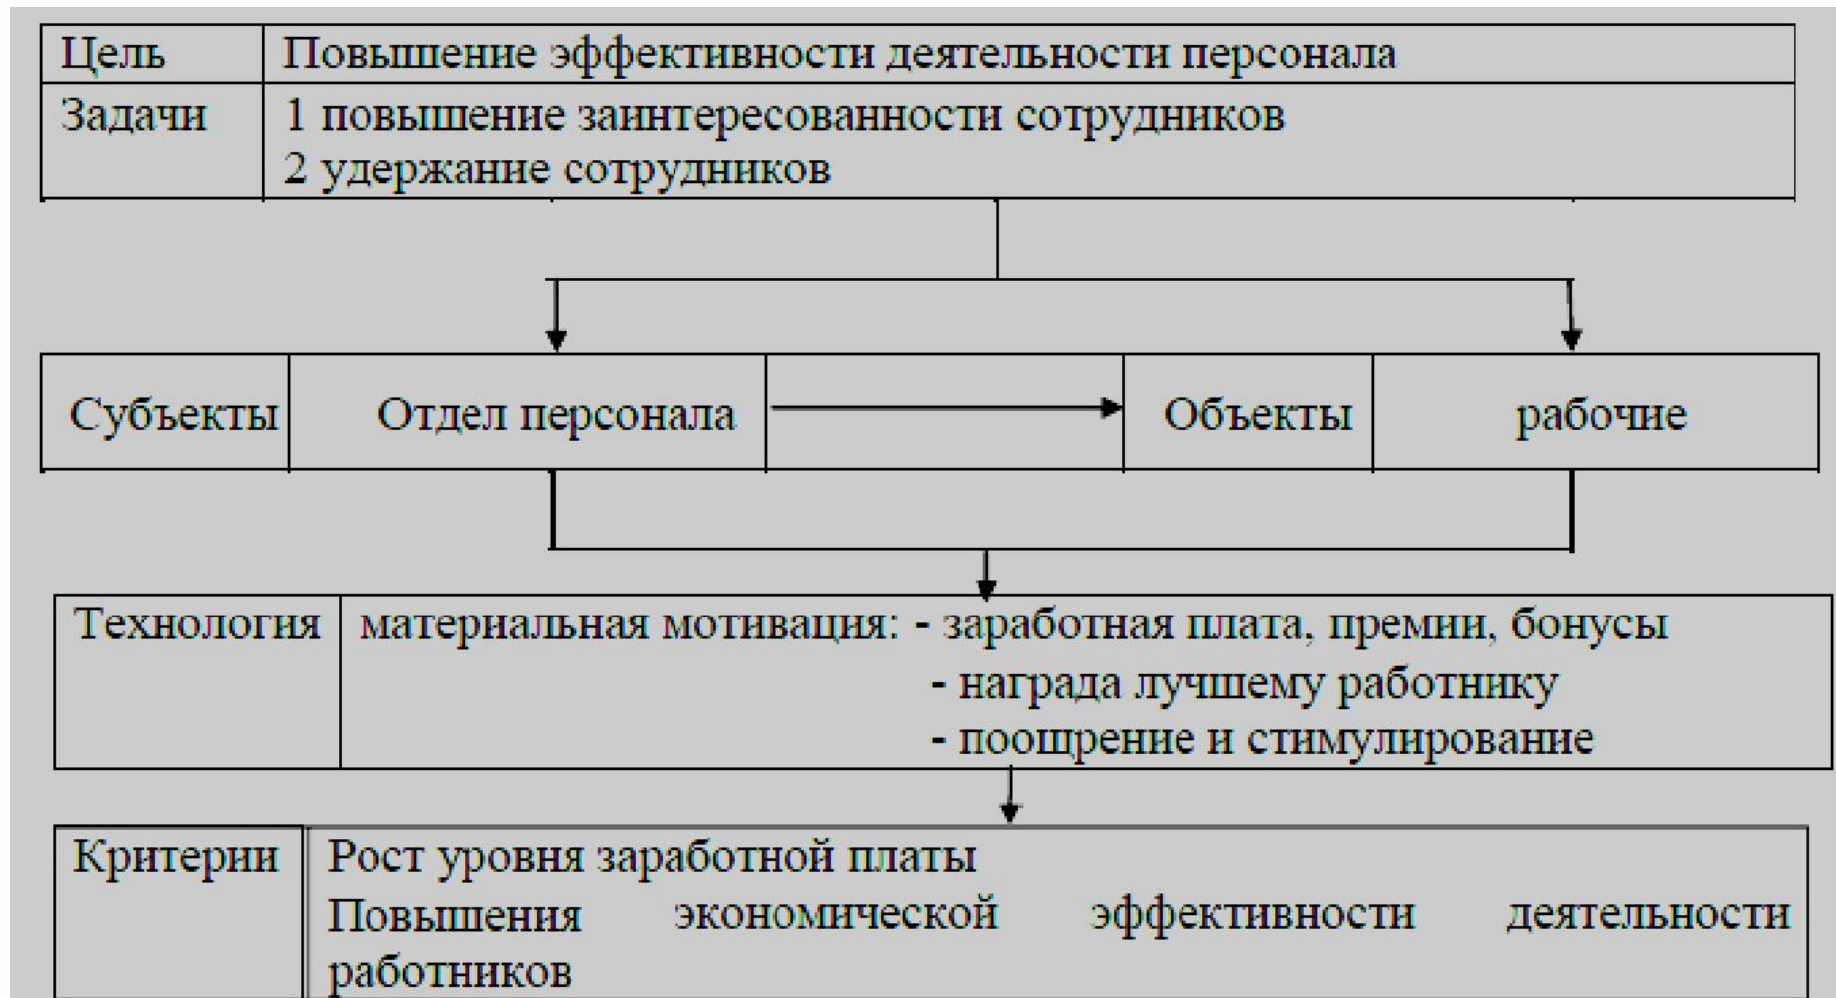 Цель Повышение эффективности деятельности персонала
Задачи 1 повышение заинтересованности сотрудников
2 удержание сотрудников
Субъекты Отдел персонала Объекты рабочие
Технология материальная мотивация: - заработная плата, премии, бонусы
- награда лучшему работнику
- поощрение и стимулирование
Критерии Рост уровня заработной платы
Повышения экономической эффективности деятельности
работников